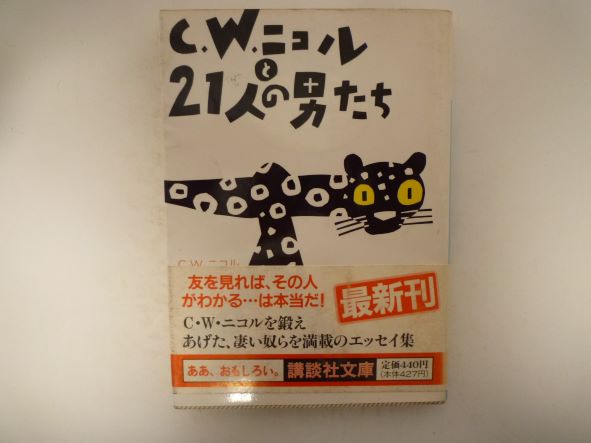 C.W.ニコル
と
21人の男たち
C.W.ニコル
友を見れば、その人
がわかる…は本当だ!
最新刊
C・W・ニコルを鍛え
あげた、凄い奴らを満載のエッセイ集
ああ、おもしろい。
講談社文庫
定価440円
(本体427円)